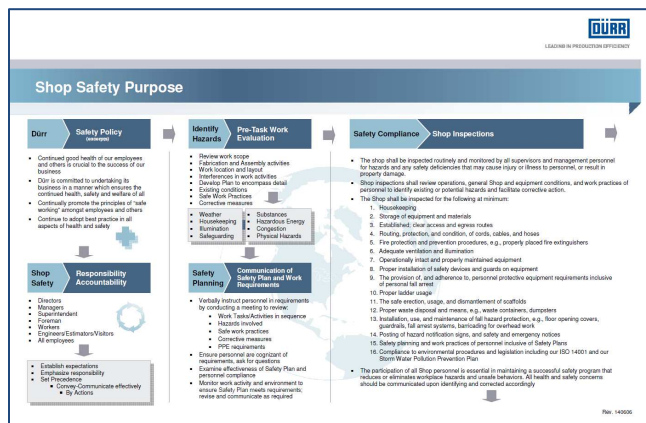 DÜRR
LEADING IN PRODUCTION EFFICIENCY
Shop Safety Purpose
Dürr
Safety Policy
(excerpt)
• Continued good health of our employees
and others is crucial to the success of our
business
• Dürr is committed to undertaking its
business in a manner which ensures the
continued health, safety and welfare of all
• Continually promote the principles of "safe
working" amongst employees and others
• Continue to adopt best practice in all
aspects of health and safety
Shop
Safety
Responsibility
Accountability
• Directors
• Managers
• Superintendent
• Foreman
• Workers
• Engineers/Estimators/Visitors
• All employees
• Establish expectations
• Emphasize responsibility
• Set Precedence
• Convey-Communicate effectively
• By Actions
Identify
Hazards
Pre-Task Work
Evaluation
• Review work scope
• Fabrication and Assembly activities
• Work location and layout
• Interferences in work activities
• Develop Plan to encompass detail
• Existing conditions
• Safe Work Practices
• Corrective measures
• Weather
• Housekeeping
• Illumination
• Safeguarding
• Substances
• Hazardous Energy
• Congestion
• Physical Hazards
Safety
Planning
Communication of
Safety Plan and Work
Requirements
• Verbally instruct personnel in requirements
by conducting a meeting to review:
• Work Tasks/Activities in sequence
• Hazards involved
• Safe work practices
• Corrective measures
• PPE requirements
• Ensure personnel are cognizant of
requirements, ask for questions
• Examine effectiveness of Safety Plan and
personnel compliance
• Monitor work activity and environment to
ensure Safety Plan meets requirements;
revise and communicate as required
Safety Compliance
Shop Inspections
• The shop shall be inspected routinely and monitored by all supervisors and management personnel
for hazards and any safety deficiencies that may cause injury or illness to personnel, or result in
property damage.
• Shop inspections shall review operations, general Shop and equipment conditions, and work practices of
personnel to identify existing or potential hazards and facilitate corrective action.
• The Shop shall be inspected for the following at minimum:
1. Housekeeping
2. Storage of equipment and materials
3. Established, clear access and egress routes
4. Routing, protection, and condition, of cords, cables, and hoses
5. Fire protection and prevention procedures, e.g., properly placed fire extinguishers
6. Adequate ventilation and illumination
7. Operationally intact and properly maintained equipment
8. Proper installation of safety devices and guards on equipment
9. The provision of, and adherence to, personnel protective equipment requirements inclusive
of personal fall arrest
10. Proper ladder usage
11. The safe erection, usage, and dismantlement of scaffolds
12. Proper waste disposal and means, e.g., waste containers, dumpsters
13. Installation, use, and maintenance of fall hazard protection, e.g., floor opening covers,
guardrails, fall arrest systems, barricading for overhead work
14. Posting of hazard notification signs, and safety and emergency notices
15. Safety planning and work practices of personnel inclusive of Safety Plans
16. Compliance to environmental procedures and legislation including our ISO 14001 and our
Storm Water Pollution Prevention Plan
• The participation of all Shop personnel is essential in maintaining a successful safety program that
reduces or eliminates workplace hazards and unsafe behaviors. All health and safety concerns
should be communicated upon identifying and corrected accordingly
Rev. 140606